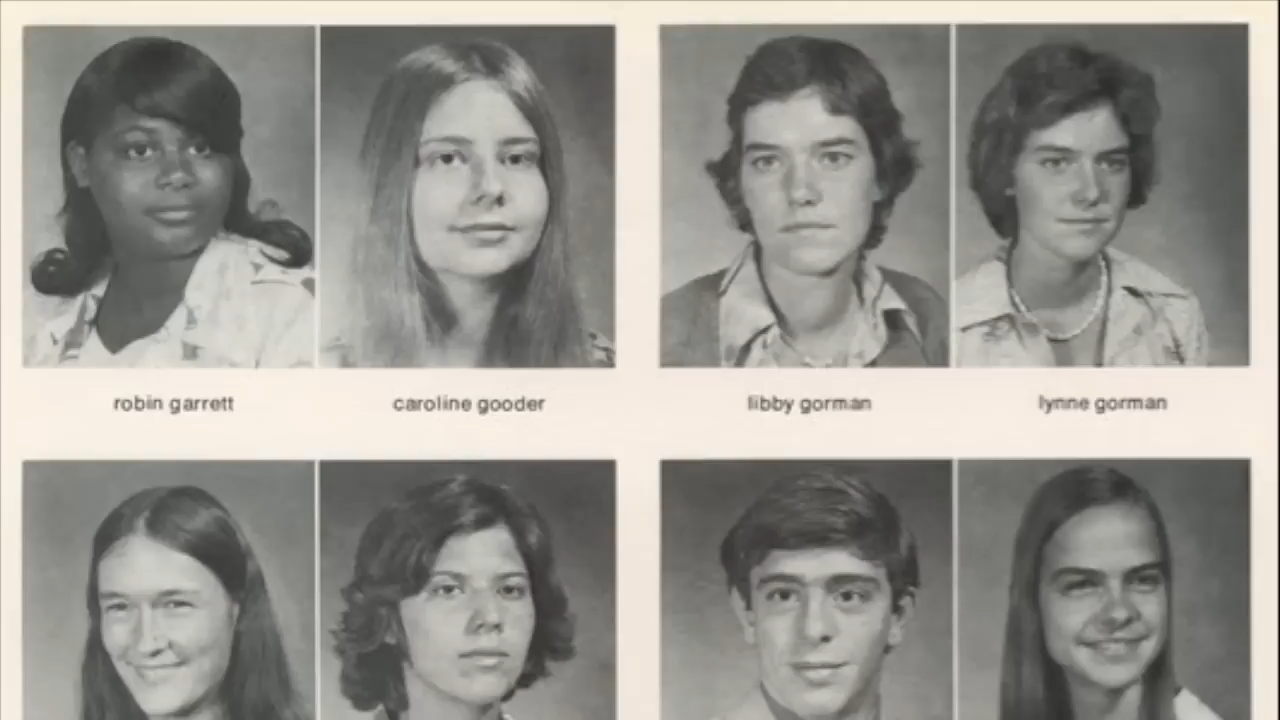 robin garrett
caroline gooder
libby gorman
lynne gorman